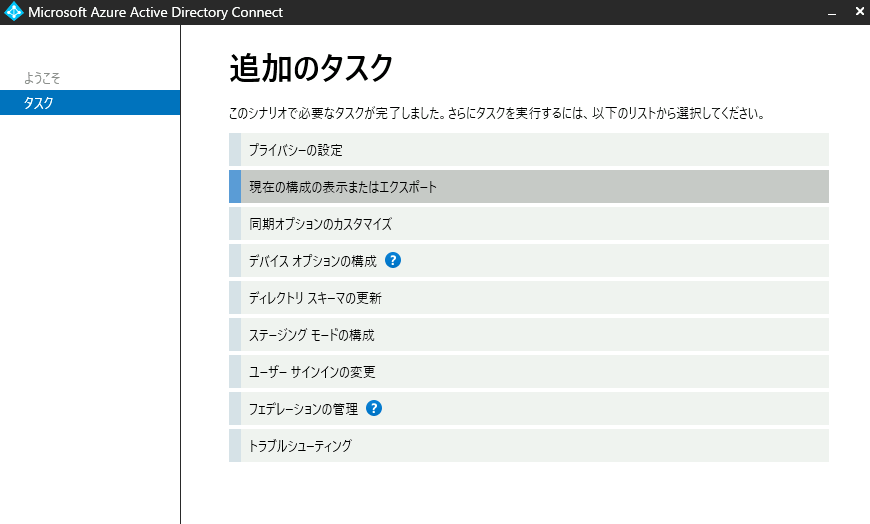 Microsoft Azure Active Directory Connect
ようこそ
タスク
追加のタスク
このシナリオで必要なタスクが完了しました。さらにタスクを実行するには、以下のリストから選択してください。
プライバシーの設定
現在の構成の表示またはエクスポート
同期オプションのカスタマイズ
デバイス オプションの構成 ?
ディレクトリ スキーマの更新
ステージング モードの構成
ユーザー サインインの変更
フェデレーションの管理 ?
トラブルシューティング